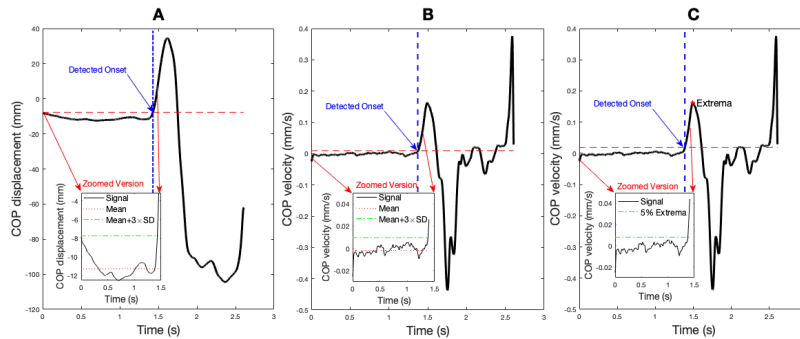 A
COP displacement (mm)
40
20
0
-20
-40
-60
-80
-100
-120
0
0.5
1
1.5
2
2.5
3
Time (s)
Detected Onset
Zoomed Version
Signal
Mean
Mean+3×SD
COP displacement (mm)
-4
-6
-8
-10
-12
0
0.5
1
1.5
Time (s)
B
COP velocity (mm/s)
0.4
0.3
0.2
0.1
0
-0.1
-0.2
-0.3
-0.4
-0.5
0
0.5
1
1.5
2
2.5
3
Time (s)
Detected Onset
Zoomed Version
Signal
Mean
Mean+3×SD
COP velocity (mm/s)
0.04
0.02
0
-0.02
0
0.5
1
1.5
Time (s)
C
COP velocity (mm/s)
0.4
0.3
0.2
0.1
0
-0.1
-0.2
-0.3
-0.4
-0.5
0
0.5
1
1.5
2
2.5
3
Time (s)
Detected Onset
Extrema
Zoomed Version
Signal
5% Extrema
COP velocity (mm/s)
0.04
0.02
0
-0.02
0
0.5
1
1.5
Time (s)